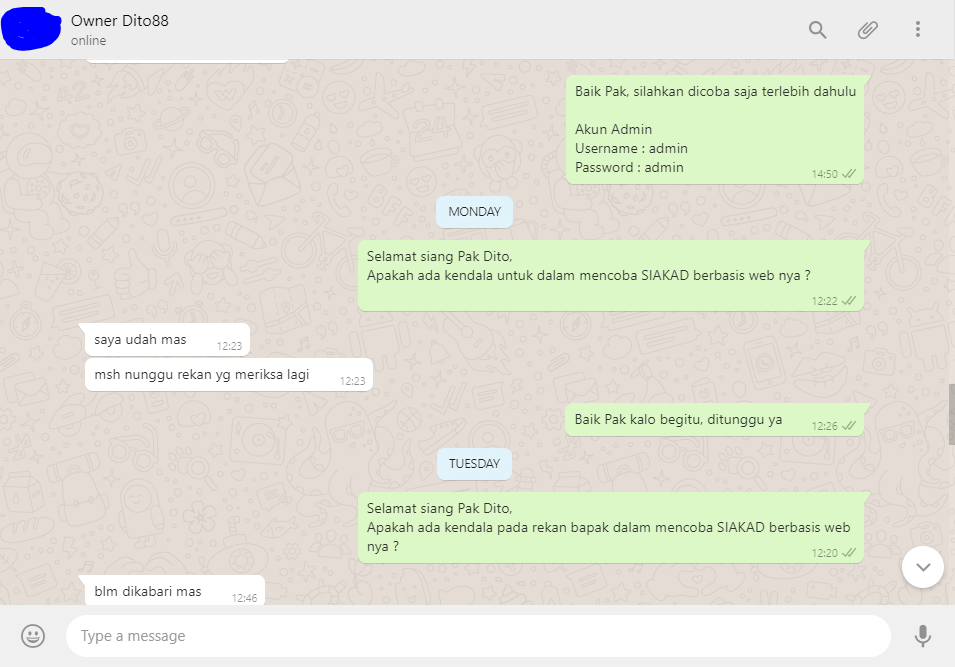 Owner Dito88
online
Baik Pak, silahkan dicoba saja terlebih dahulu
Akun Admin
Username : admin
Password : admin
14:50
MONDAY
Selamat siang Pak Dito,
Apakah ada kendala untuk dalam mencoba SIAKAD berbasis web nya ?
12:22
saya udah mas
12:23
msh nunggu rekan yg meriksa lagi
12:23
Baik Pak kalo begitu, ditunggu ya
12:26
TUESDAY
Selamat siang Pak Dito,
Apakah ada kendala pada rekan bapak dalam mencoba SIAKAD berbasis web
nya ?
12:20
blm dikabari mas
12:46
Type a message